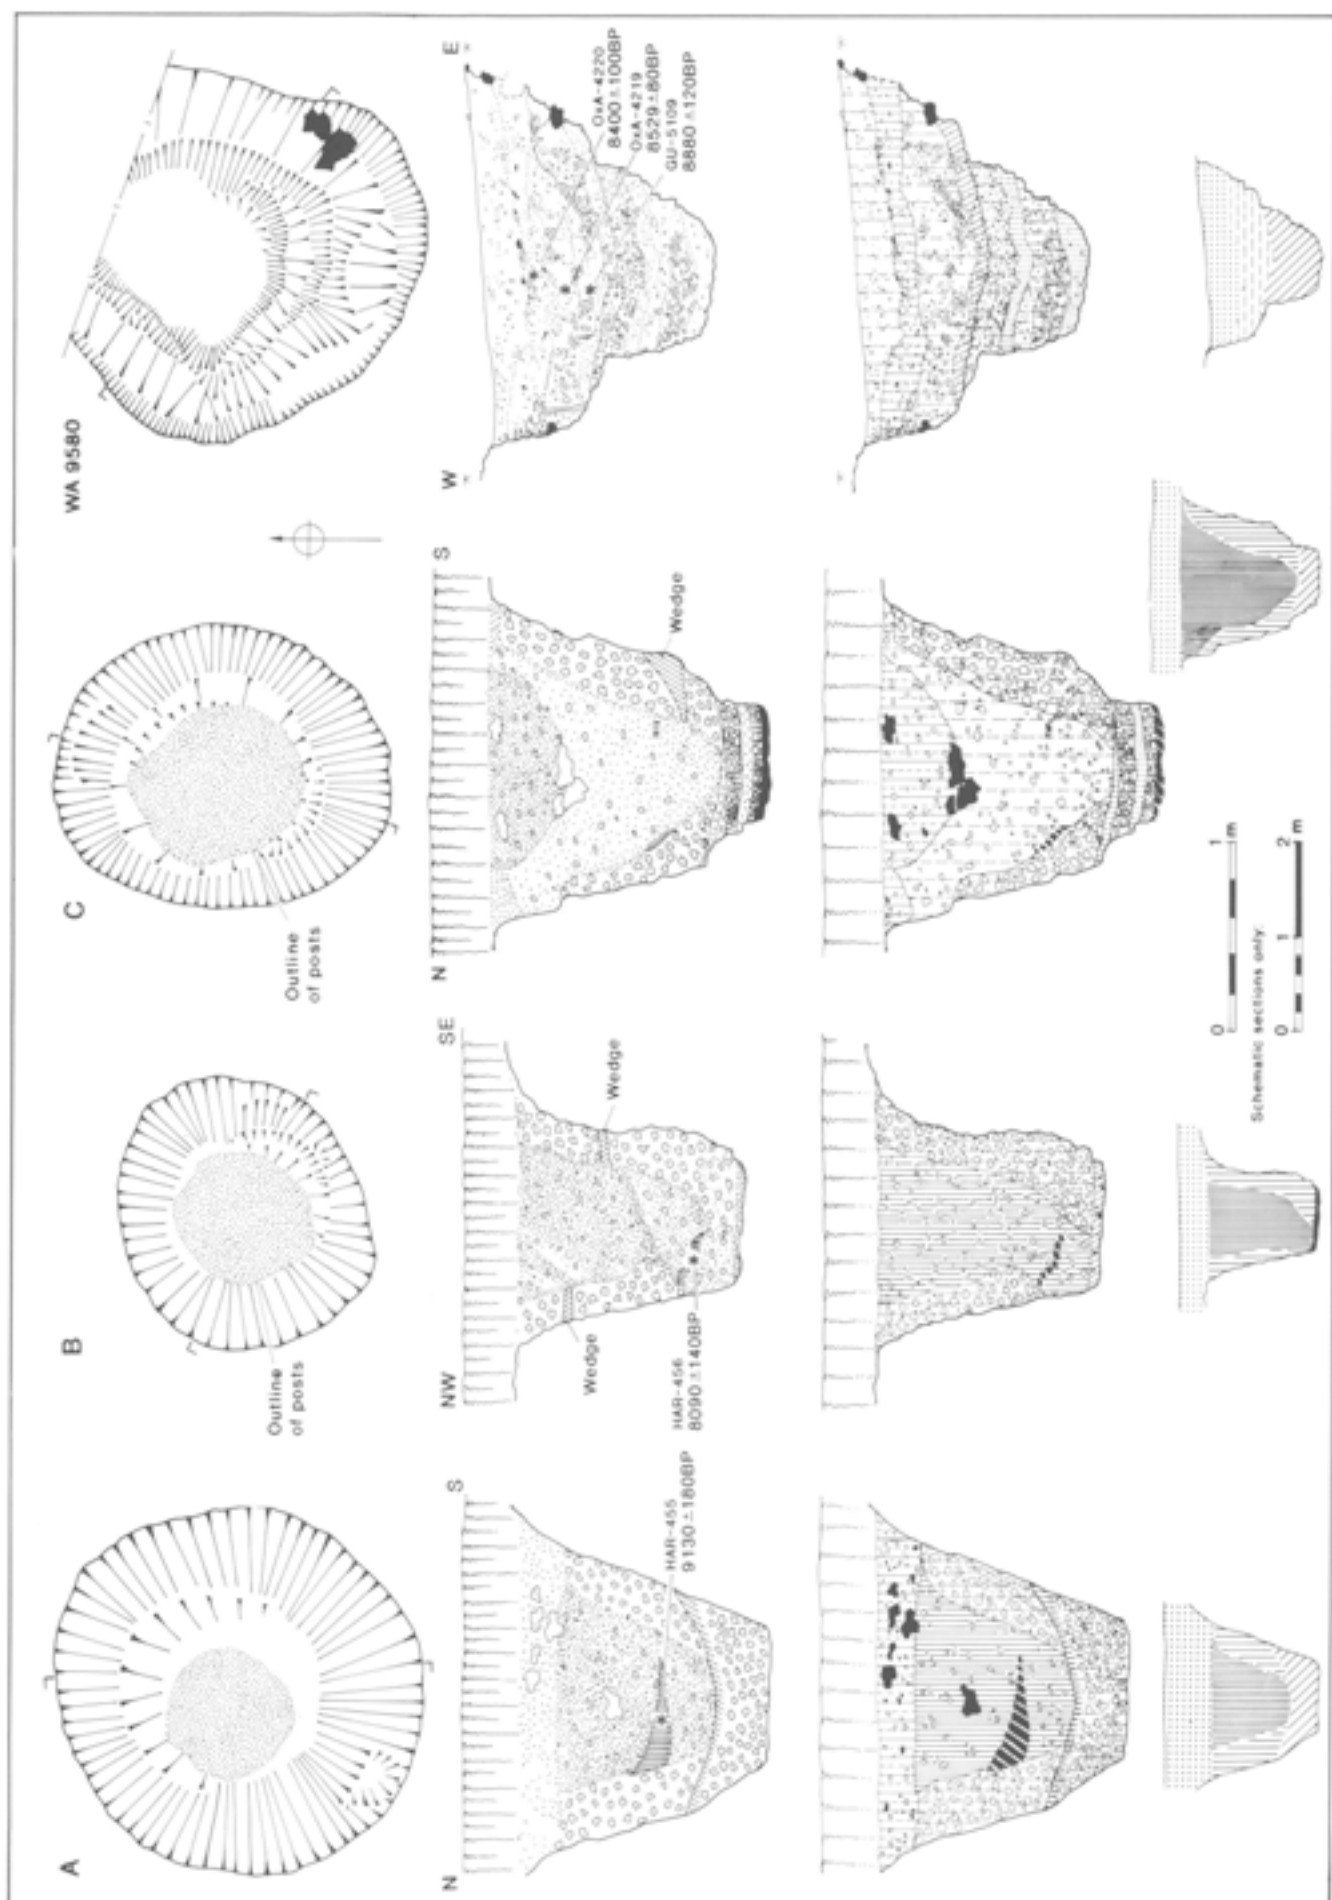 A
B
C
WA 9580
Outline
of posts
Outline
of posts
N
S
NW
SE
N
S
W
E
HAR-455
9130±180BP
Wedge
Wedge
HAR-456
8090±140BP
Wedge
OxA-4220
8400±100BP
OxA-4219
8529±80BP
GU-5109
8880±120BP
0 1 m
Schematic sections only:
0 1 2 m